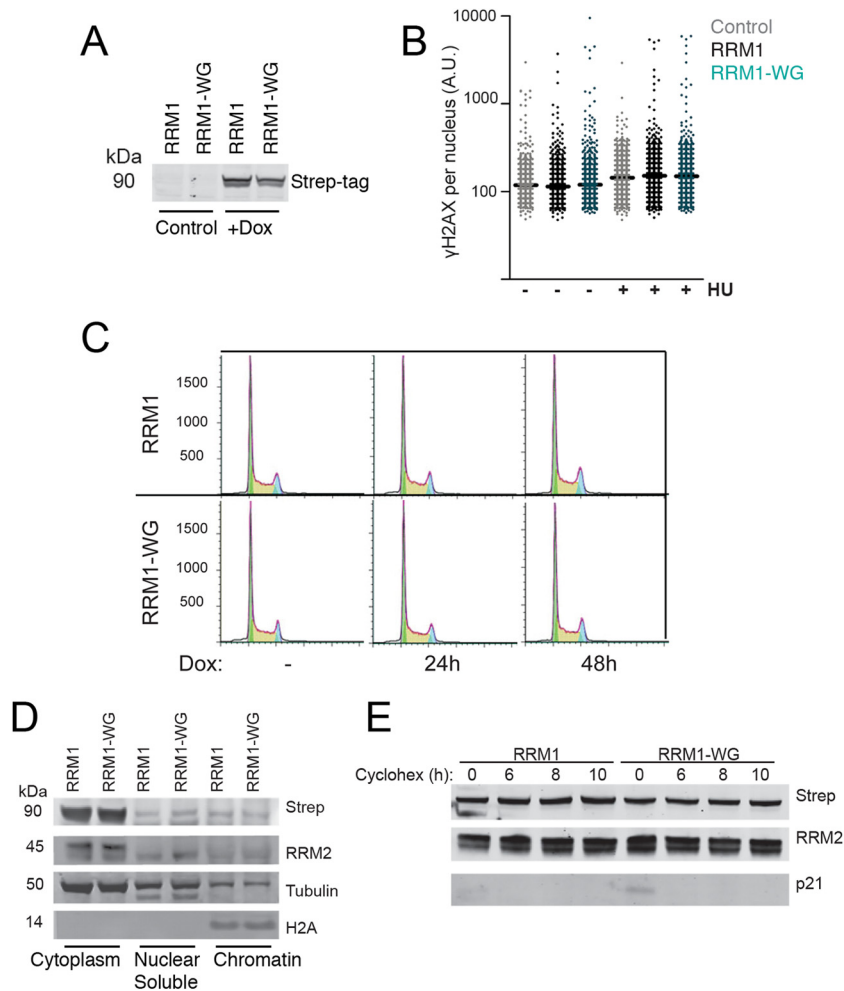 A
RRM1
RRM1-WG
RRM1
RRM1-WG
kDa
90
Strep-tag
Control
+Dox
B
γH2AX per nucleus (A.U.)
10000
1000
100
Control
RRM1
RRM1-WG
- - - + + + HU
C
RRM1
1500
1000
500
RRM1-WG
1500
1000
500
Dox: - 24h 48h
D
RRM1
RRM1-WG
RRM1
RRM1-WG
RRM1
RRM1-WG
kDa
90 Strep
45 RRM2
50 Tubulin
14 H2A
Cytoplasm Nuclear Chromatin
Soluble
E
RRM1 RRM1-WG
Cyclohex (h): 0 6 8 10 0 6 8 10
Strep
RRM2
p21